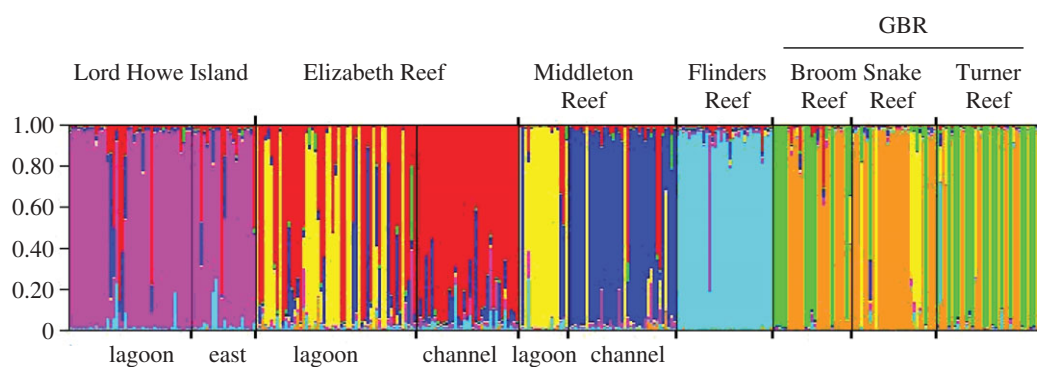 GBR
Lord Howe Island Elizabeth Reef Middleton Flinders Broom Snake Turner
Reef Reef Reef Reef Reef
1.00
0.80
0.60
0.40
0.20
0
lagoon east lagoon channel lagoon channel